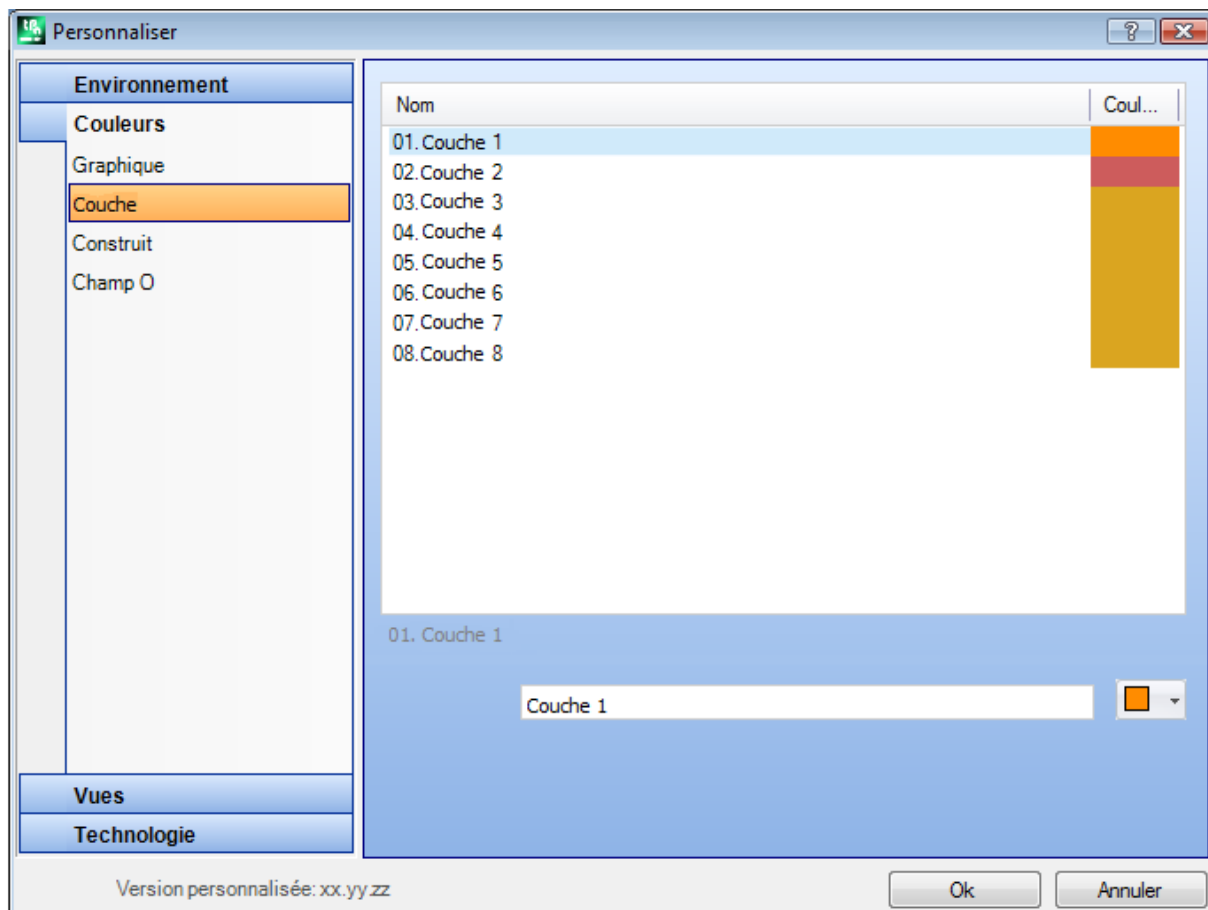 Personnaliser
Environnement
Couleurs
Graphique
Couche
Construit
Champ O
Vues
Technologie
Nom Coul...
01. Couche 1
02. Couche 2
03. Couche 3
04. Couche 4
05. Couche 5
06. Couche 6
07. Couche 7
08. Couche 8
01. Couche 1
Couche 1
Version personnalisée: xx.yy.zz
Ok Annuler